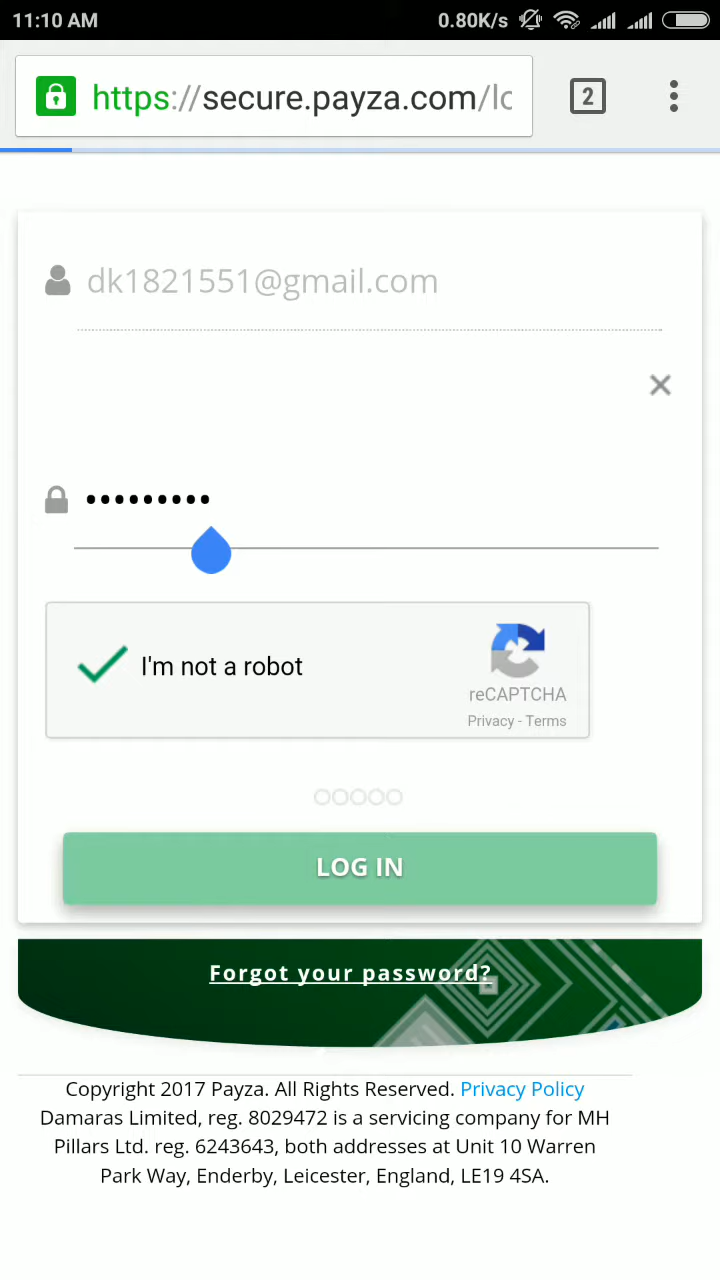 11:10 AM 0.80K/s
https://secure.payza.com/lo 2
dk1821551@gmail.com
•••••••••
I'm not a robot
reCAPTCHA
Privacy - Terms
LOG IN
Forgot your password?
Copyright 2017 Payza. All Rights Reserved. Privacy Policy
Damaras Limited, reg. 8029472 is a servicing company for MH
Pillars Ltd. reg. 6243643, both addresses at Unit 10 Warren
Park Way, Enderby, Leicester, England, LE19 4SA.